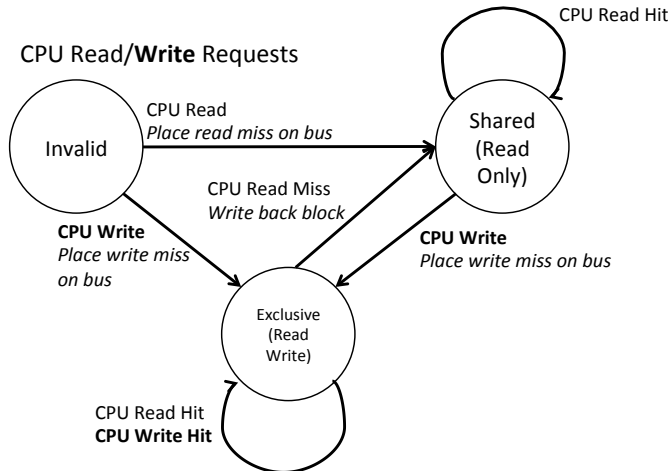 CPU Read Hit
CPU Read/Write Requests
Invalid
CPU Read
Place read miss on bus
Shared
(Read
Only)
CPU Read Miss
Write back block
CPU Write
Place write miss
on bus
CPU Write
Place write miss on bus
Exclusive
(Read
Write)
CPU Read Hit
CPU Write Hit